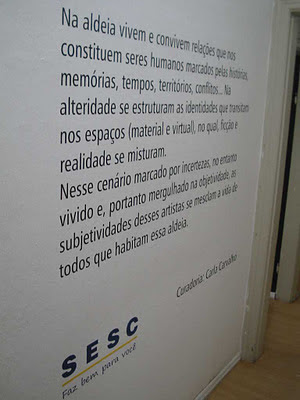 Na aldeia vivem e convivem relações que nos
constituem seres humanos marcados pelas histórias,
memórias, tempos, territórios, conflitos... Na
alteridade se estruturam as identidades que transitam
nos espaços (material e virtual), no qual, ficção e
realidade se misturam.
Nesse cenário marcado por incertezas, no entanto
vivido e, portanto mergulhado na objetividade, as
subjetividades desses artistas se mesclam a vida de
todos que habitam essa aldeia.
Curadoria: Carla Carvalho
SESC
Faz bem para você